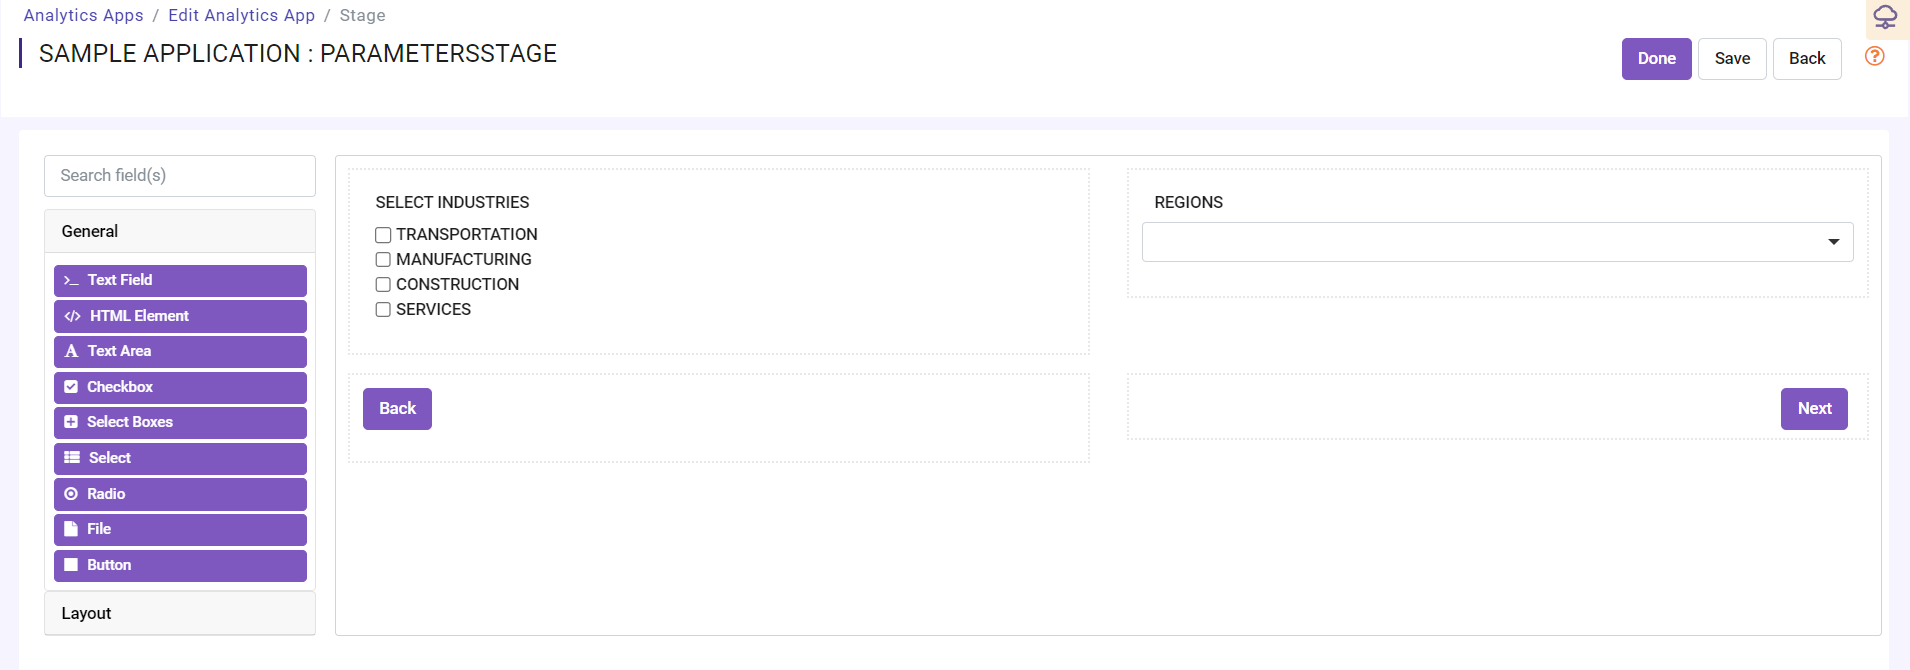 Analytics Apps / Edit Analytics App / Stage
SAMPLE APPLICATION : PARAMETERSSTAGE
Done Save Back ?
Search field(s)
General
Text Field
HTML Element
Text Area
Checkbox
Select Boxes
Select
Radio
File
Button
Layout
SELECT INDUSTRIES
TRANSPORTATION
MANUFACTURING
CONSTRUCTION
SERVICES
REGIONS
Back
Next